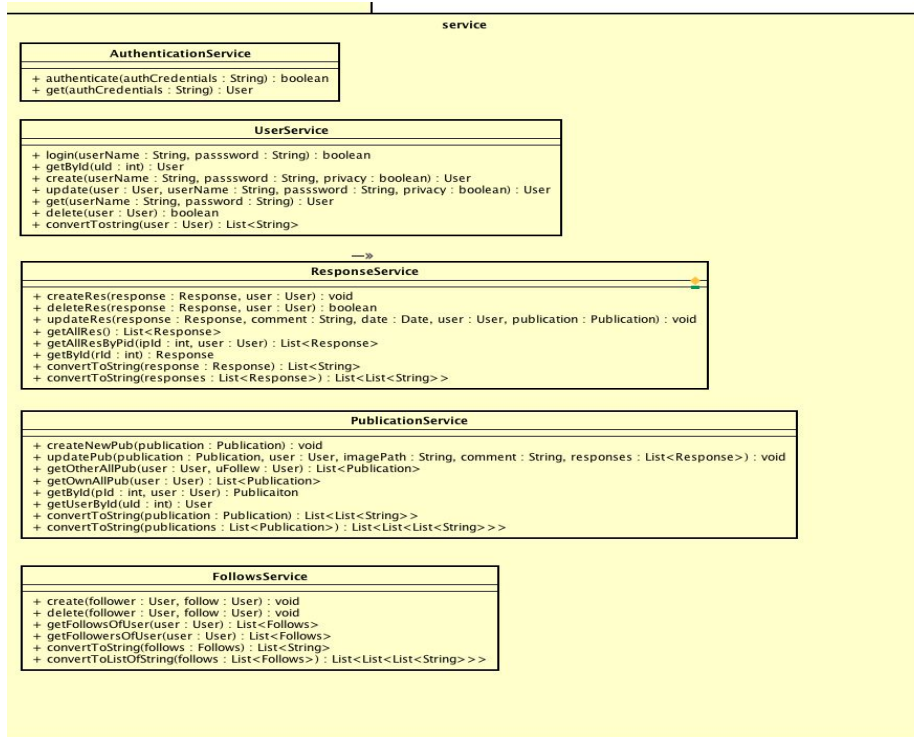 service
AuthenticationService
+ authenticate(authCredentials : String) : boolean
+ get(authCredentials : String) : User
UserService
+ login(userName : String, passsword : String) : boolean
+ getById(uId : int) : User
+ create(userName : String, passsword : String, privacy : boolean) : User
+ update(user : User, userName : String, passsword : String, privacy : boolean) : User
+ get(userName : String, password : String) : User
+ delete(user : User) : boolean
+ convertTostring(user : User) : List<String>
—»
ResponseService
+ createRes(response : Response, user : User) : void
+ deleteRes(response : Response, user : User) : boolean
+ updateRes(response : Response, comment : String, date : Date, user : User, publication : Publication) : void
+ getAllRes() : List<Response>
+ getAllResByPid(ipId : int, user : User) : List<Response>
+ getById(rId : int) : Response
+ convertToString(response : Response) : List<String>
+ convertToString(responses : List<Response>) : List<List<String>>
PublicationService
+ createNewPub(publication : Publication) : void
+ updatePub(publication : Publication, user : User, imagePath : String, comment : String, responses : List<Response>) : void
+ getOtherAllPub(user : User, uFollew : User) : List<Publication>
+ getOwnAllPub(user : User) : List<Publication>
+ getById(pId : int, user : User) : Publicaiton
+ getUserById(uId : int) : User
+ convertToString(publication : Publication) : List<List<String>>
+ convertToString(publications : List<Publication>) : List<List<List<String>>>
FollowsService
+ create(follower : User, follow : User) : void
+ delete(follower : User, follow : User) : void
+ getFollowsOfUser(user : User) : List<Follows>
+ getFollowersOfUser(user : User) : List<Follows>
+ convertToString(follows : Follows) : List<String>
+ convertToListOfString(follows : List<Follows>) : List<List<List<String>>>